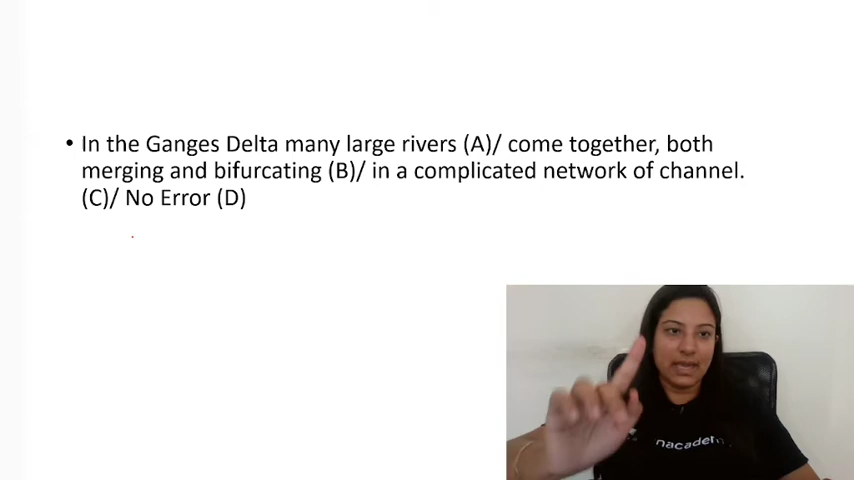 • In the Ganges Delta many large rivers (A)/ come together, both
merging and bifurcating (B)/ in a complicated network of channel.
(C)/ No Error (D)
nacadem